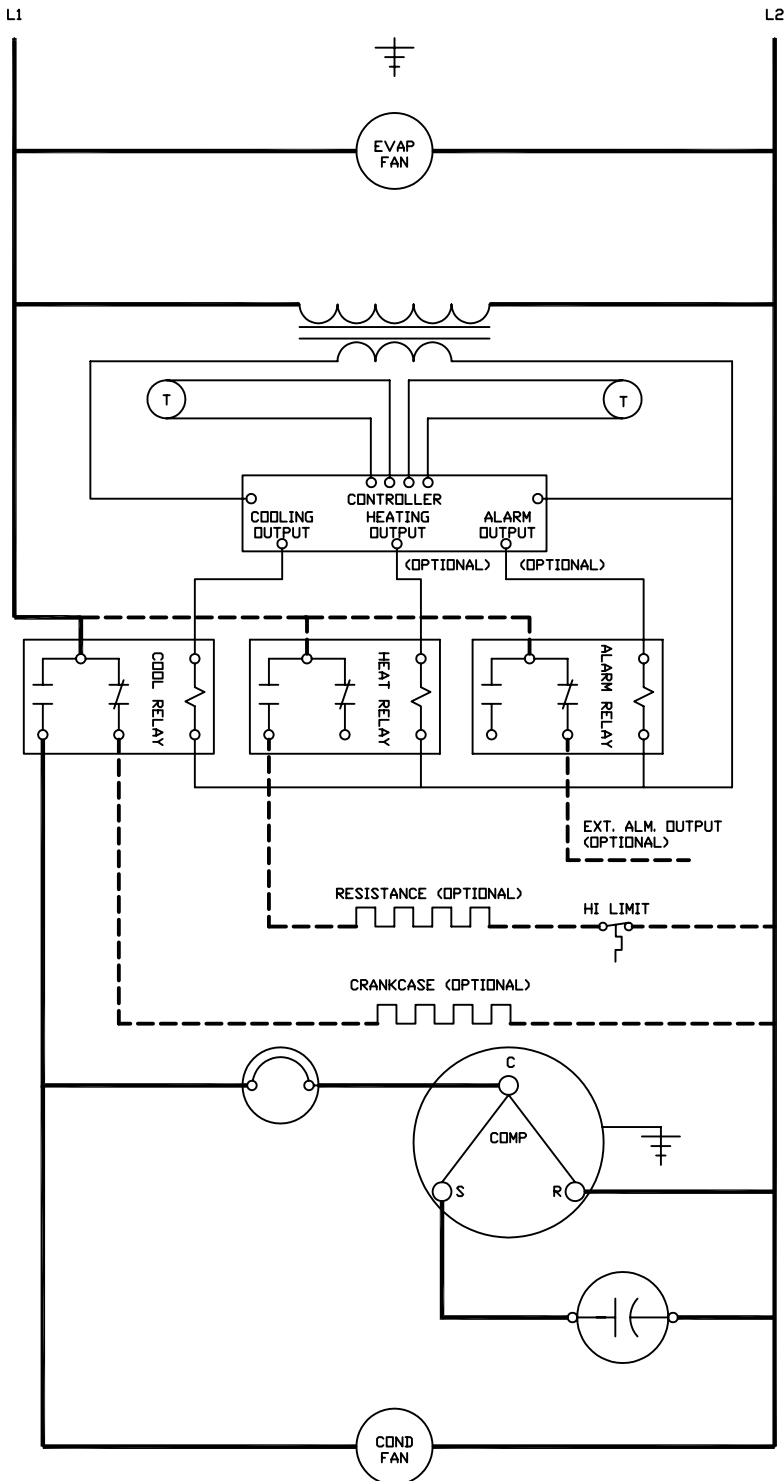 L1
L2
EVAP
FAN
T
T
CONTROLLER
COOLING
OUTPUT
HEATING
OUTPUT
ALARM
OUTPUT
(OPTIONAL)
(OPTIONAL)
COOL RELAY
HEAT RELAY
ALARM RELAY
EXT. ALM. OUTPUT
(OPTIONAL)
RESISTANCE (OPTIONAL)
HI LIMIT
CRANKCASE (OPTIONAL)
C
COMP
S
R
COND
FAN